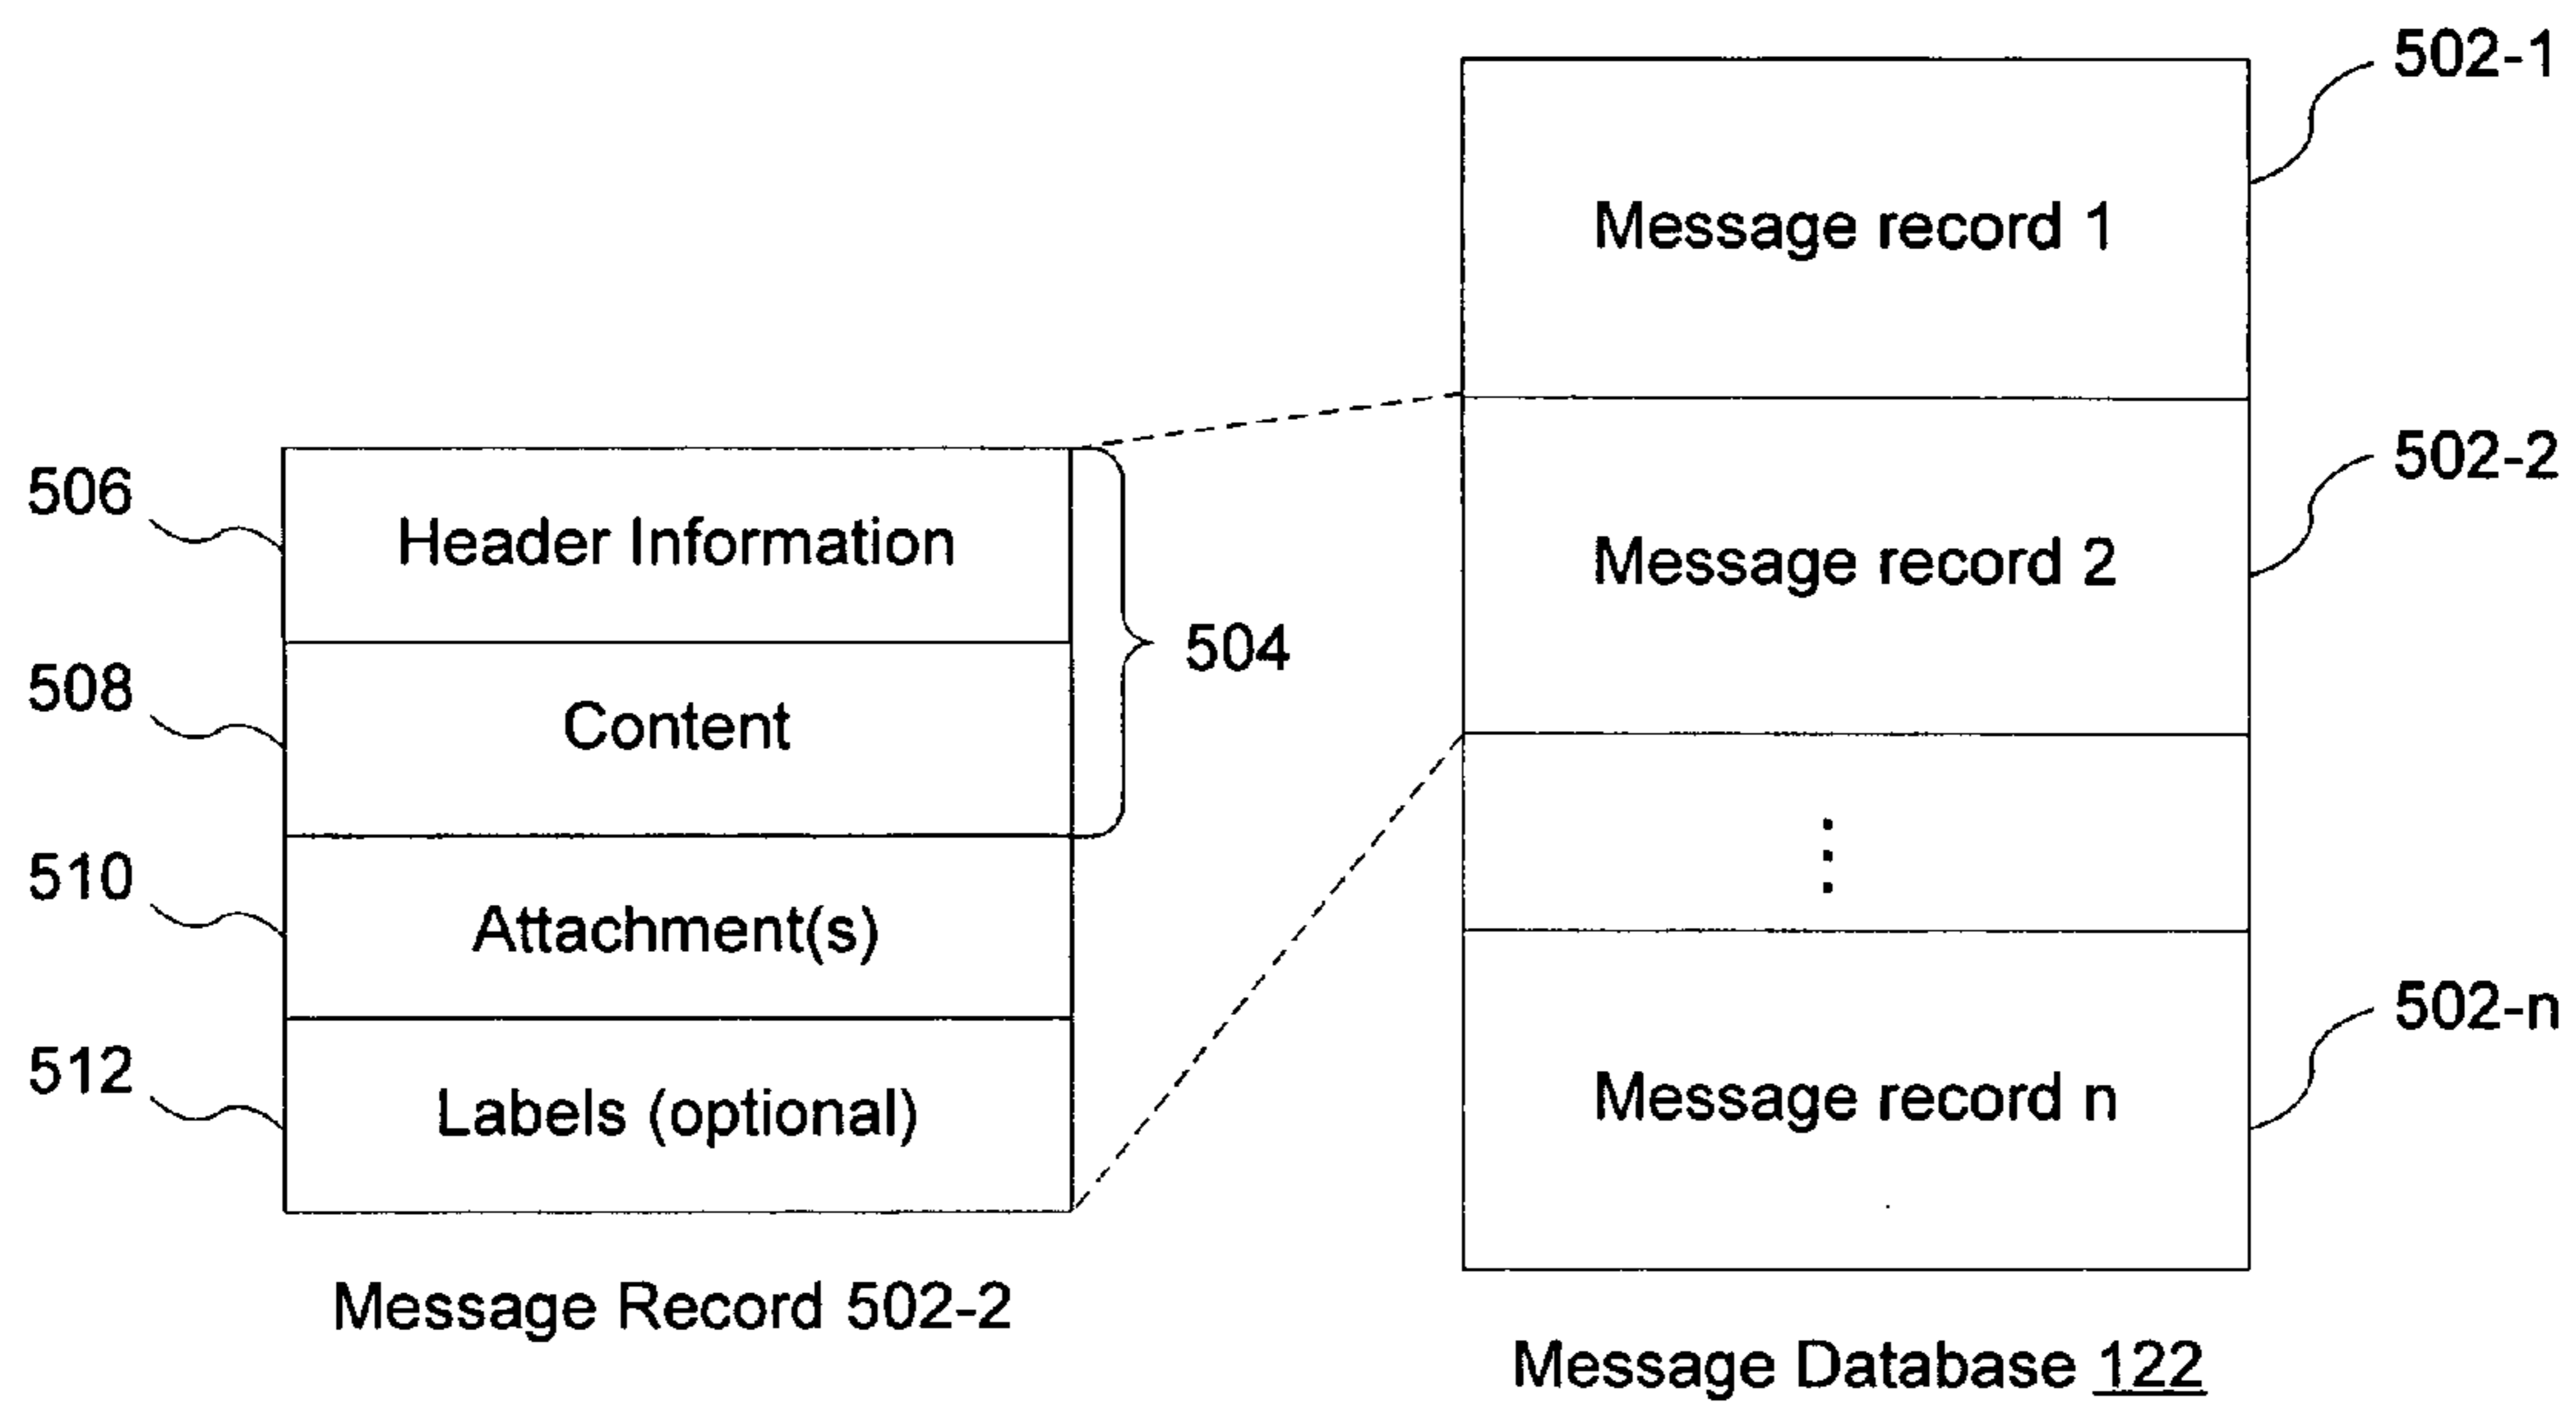 502-1
Message record 1
502-2
Message record 2
506
Header Information
504
508
Content
510
Attachment(s)
512
Labels (optional)
502-n
Message record n
Message Record 502-2
Message Database 122